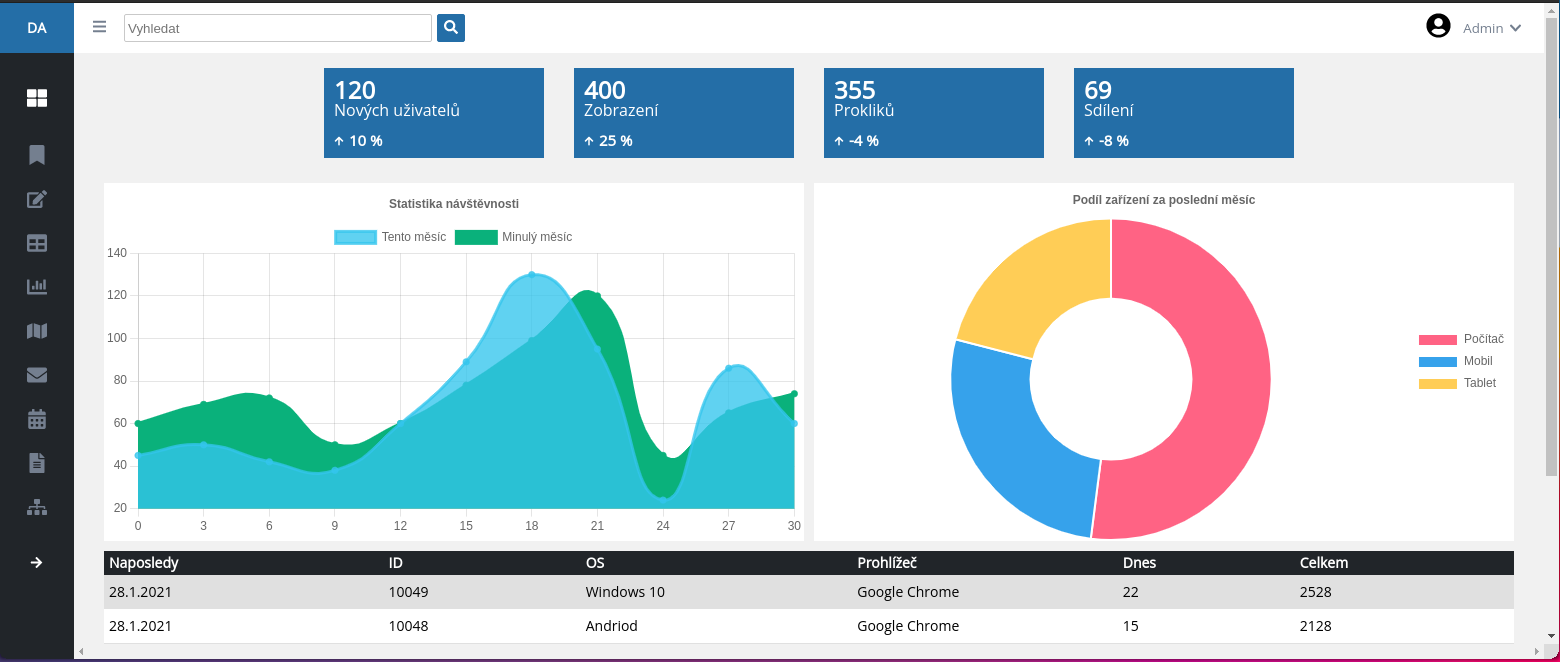 DA
Vyhledat
Admin
120
Nových uživatelů
10 %
400
Zobrazení
25 %
355
Prokliků
-4 %
69
Sdílení
-8 %
Statistika návštěvnosti
Tento měsíc Minulý měsíc
140
120
100
80
60
40
20
0 3 6 9 12 15 18 21 24 27 30
Podíl zařízení za poslední měsíc
Počítač
Mobil
Tablet
Naposledy ID OS Prohlížeč Dnes Celkem
28.1.2021 10049 Windows 10 Google Chrome 22 2528
28.1.2021 10048 Andriod Google Chrome 15 2128